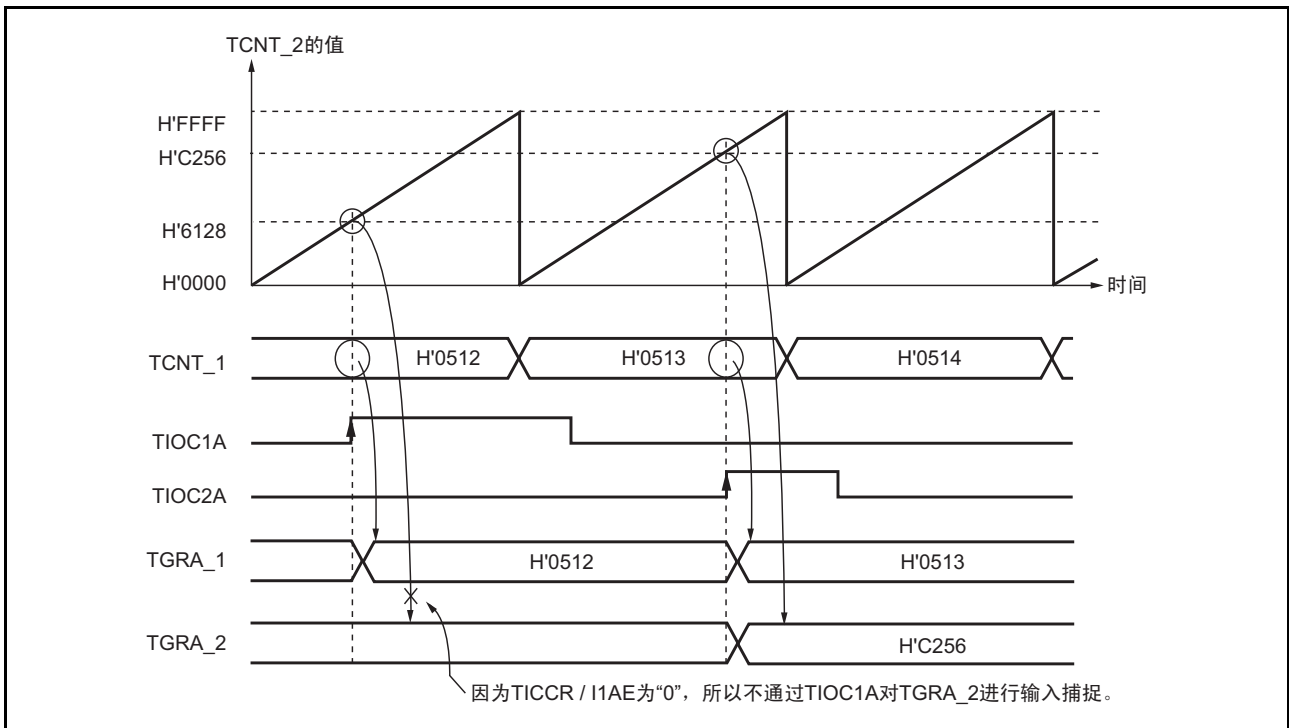 TCNT_2的值
H'FFFF
H'C256
H'6128
H'0000
时间
TCNT_1
H'0512
H'0513
H'0514
TIOC1A
TIOC2A
TGRA_1
H'0512
H'0513
TGRA_2
H'C256
因为TICCR / I1AE为“0”，所以不通过TIOC1A对TGRA_2进行输入捕捉。